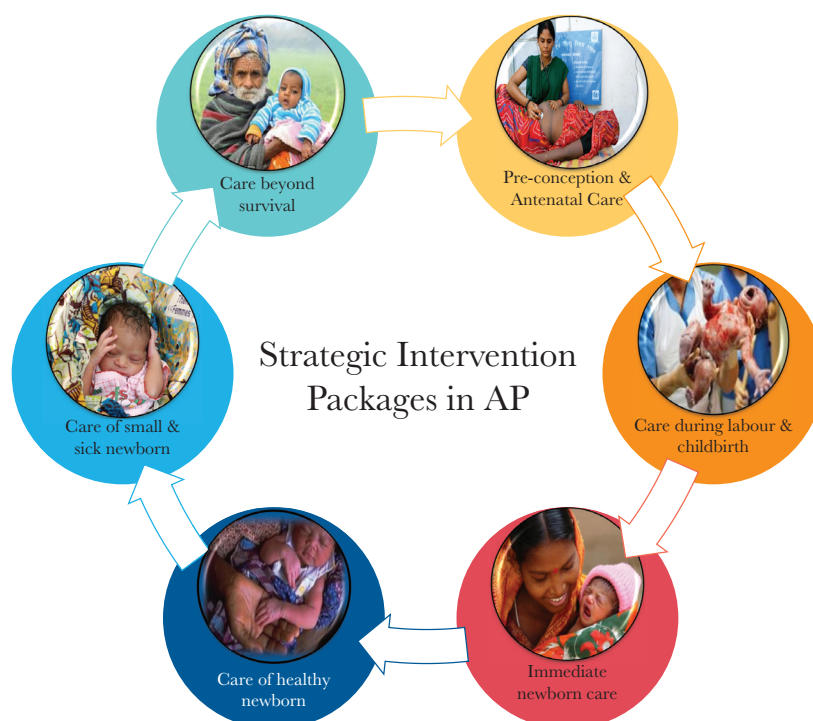 Strategic Intervention
Packages in AP
Pre-conception &
Antenatal Care
Care during labour &
childbirth
Immediate
newborn care
Care of healthy
newborn
Care of small &
sick newborn
Care beyond
survival